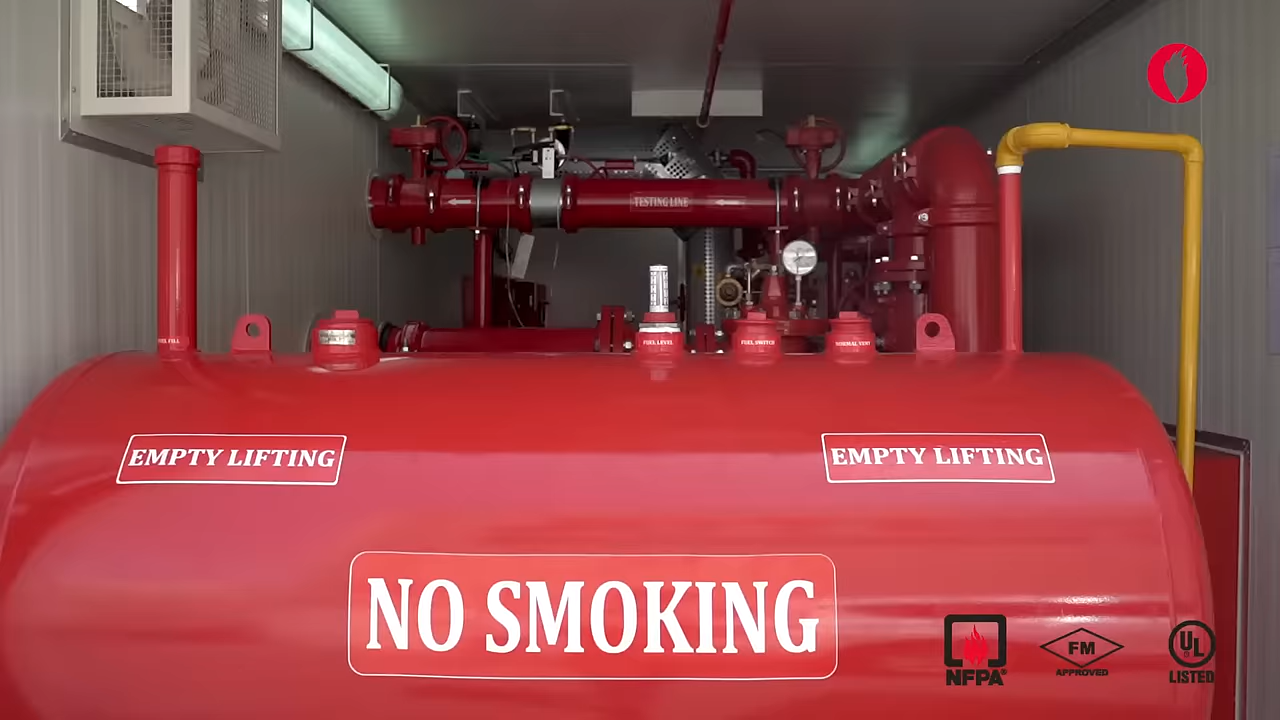 TESTING LINE
FUEL FILL
FUEL LEVEL
FUEL SWITCH
NORMAL VENT
EMPTY LIFTING
EMPTY LIFTING
NO SMOKING
NFPA®
FM
APPROVED
UL
LISTED